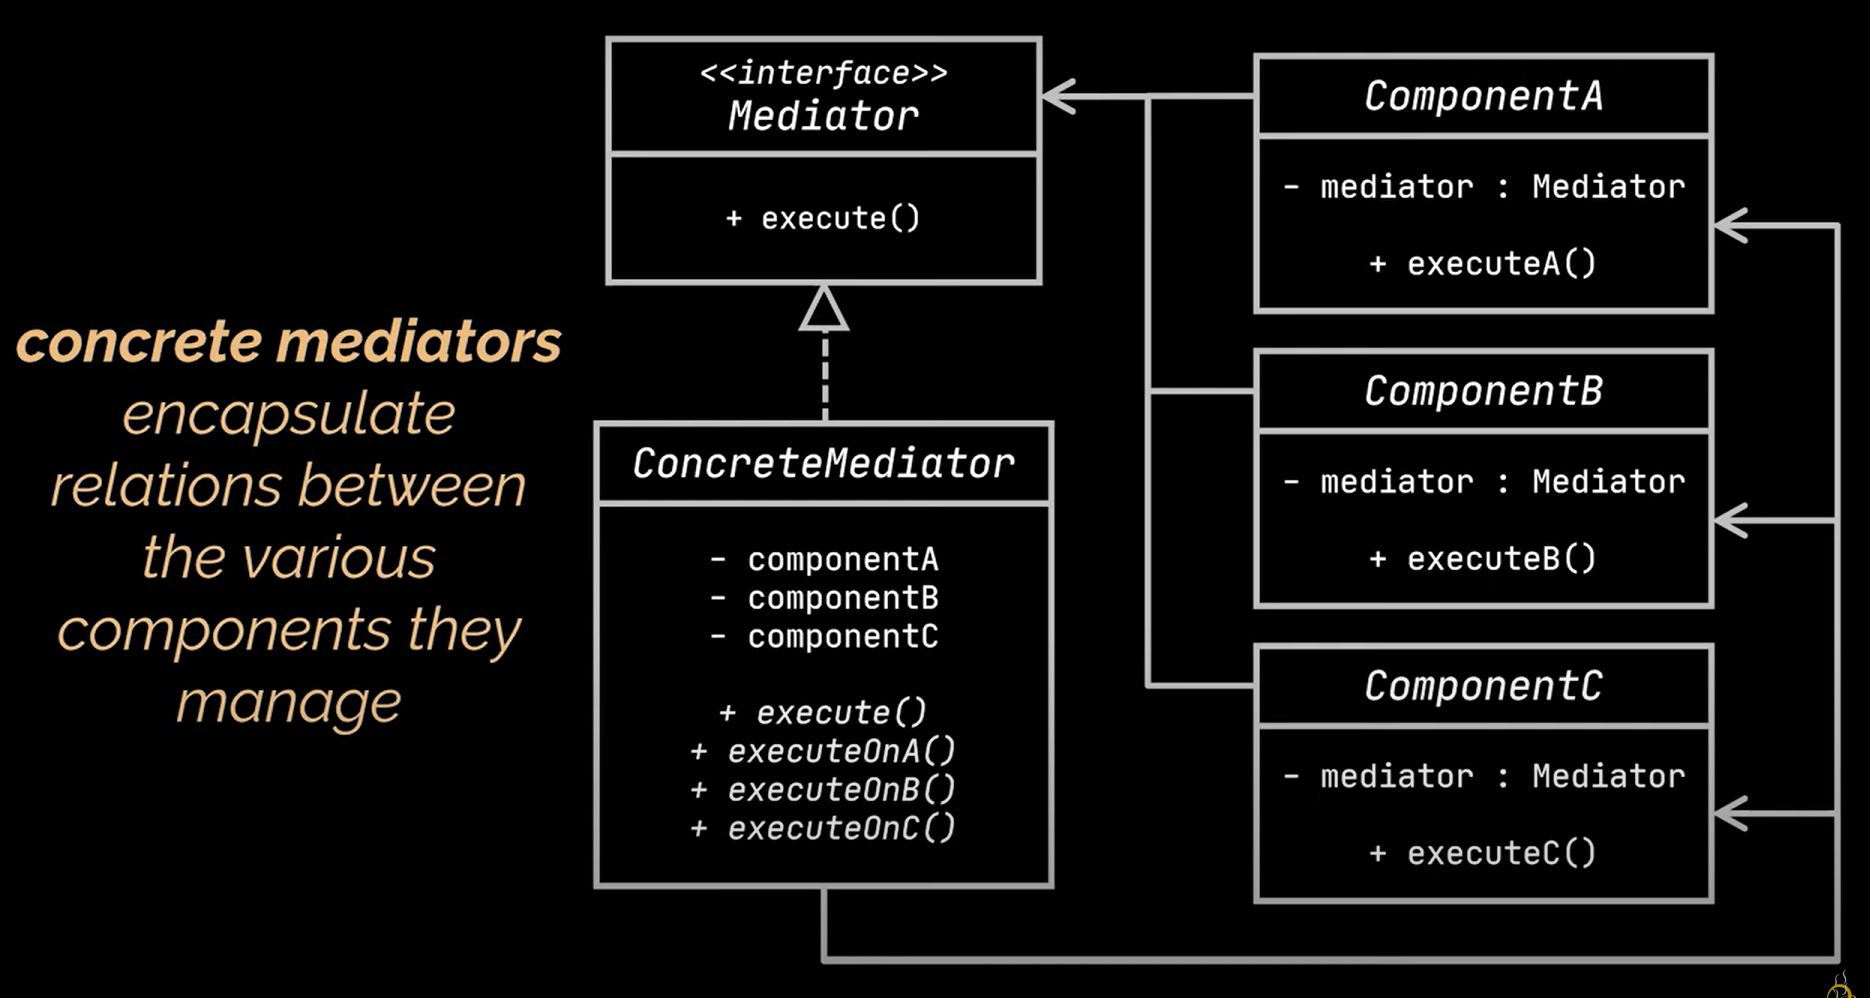 concrete mediators
encapsulate
relations between
the various
components they
manage
<<interface>>
Mediator
+ execute()
ConcreteMediator
- componentA
- componentB
- componentC
+ execute()
+ executeOnA()
+ executeOnB()
+ executeOnC()
ComponentA
- mediator : Mediator
+ executeA()
ComponentB
- mediator : Mediator
+ executeB()
ComponentC
- mediator : Mediator
+ executeC()